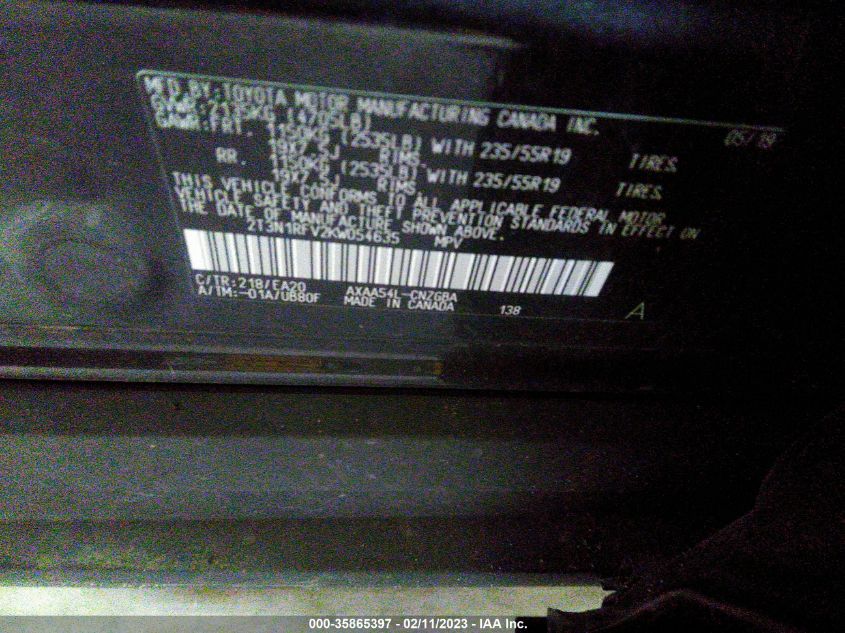 MFD BY: TOYOTA MOTOR MANUFACTURING CANADA INC.
GVWR: 2135KG (4705LB) 05/19
GAWR: FRT. 1150KG (2535LB) WITH 235/55R19 TIRES,
19X7.5J RIMS,
RR. 1150KG (2535LB) WITH 235/55R19 TIRES,
19X7.5J RIMS,
THIS VEHICLE CONFORMS TO ALL APPLICABLE FEDERAL MOTOR
VEHICLE SAFETY AND THEFT PREVENTION STANDARDS IN EFFECT ON
THE DATE OF MANUFACTURE SHOWN ABOVE.
2T3N1RFV2KW054635 MPV
C/TR:218/EA20 AXAA54L-CNZGBA
A/TM:-01A/UB80F MADE IN CANADA 138 A
000-35865397 - 02/11/2023 - IAA Inc.